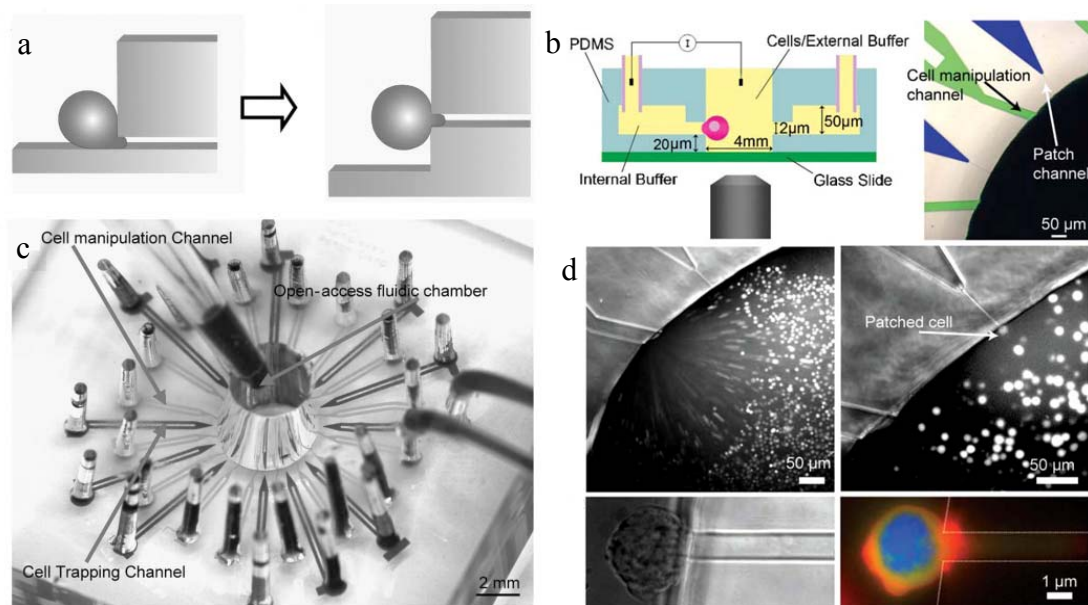 a
b
PDMS
I
Cells/External Buffer
50μm
2μm
20μm
4mm
Internal Buffer
Glass Slide
Cell manipulation
channel
Patch
channel
50 μm
c
Cell manipulation Channel
Open-access fluidic chamber
Cell Trapping Channel
2 mm
d
50 μm
Patched cell
50 μm
1 μm